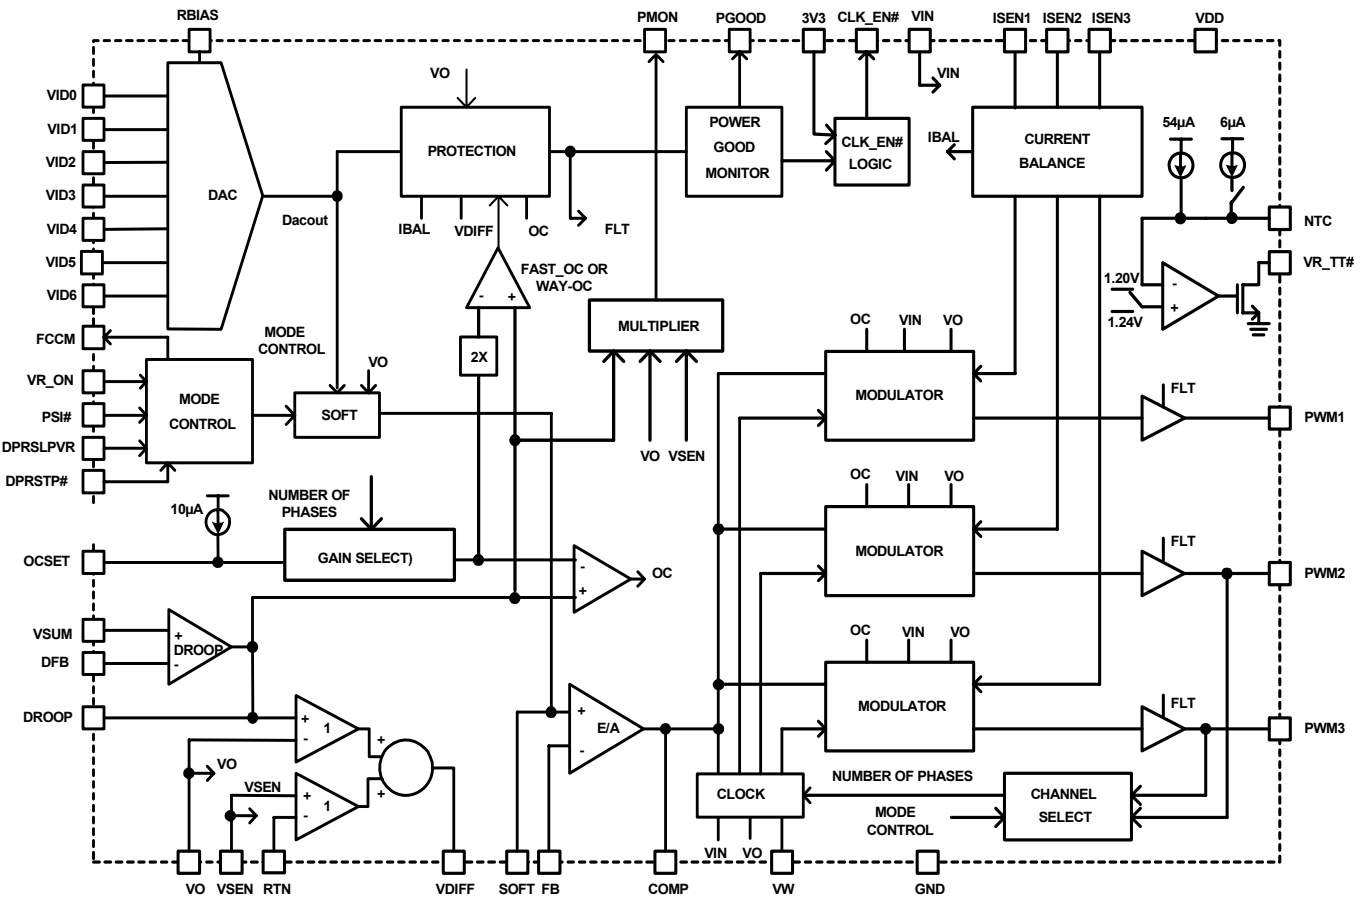 RBIAS
PMON
PGOOD
3V3
CLK_EN#
VIN
ISEN1
ISEN2
ISEN3
VDD
VID0
VID1
VID2
VID3
VID4
VID5
VID6
DAC
Dacout
VO
PROTECTION
IBAL
VDIFF
OC
FLT
POWER
GOOD
MONITOR
CLK_EN#
LOGIC
VIN
IBAL
CURRENT
BALANCE
54µA
6µA
NTC
VR_TT#
1.20V
1.24V
-
+
FAST_OC OR
WAY-OC
-
+
2X
MULTIPLIER
VO
VSEN
FCCM
VR_ON
PSI#
DPRSLPVR
DPRSTP#
MODE
CONTROL
MODE
CONTROL
VO
SOFT
OC
VIN
VO
MODULATOR
FLT
PWM1
10µA
NUMBER OF
PHASES
OCSET
GAIN SELECT)
-
+
OC
OC
VIN
VO
MODULATOR
FLT
PWM2
VSUM
DFB
+
DROOP
-
DROOP
OC
VIN
VO
MODULATOR
FLT
PWM3
+
-
1
+
+
VO
VSEN
+
-
1
+
E/A
-
CLOCK
VIN
VO
NUMBER OF PHASES
MODE
CONTROL
CHANNEL
SELECT
VO
VSEN
RTN
VDIFF
SOFT
FB
COMP
VW
GND